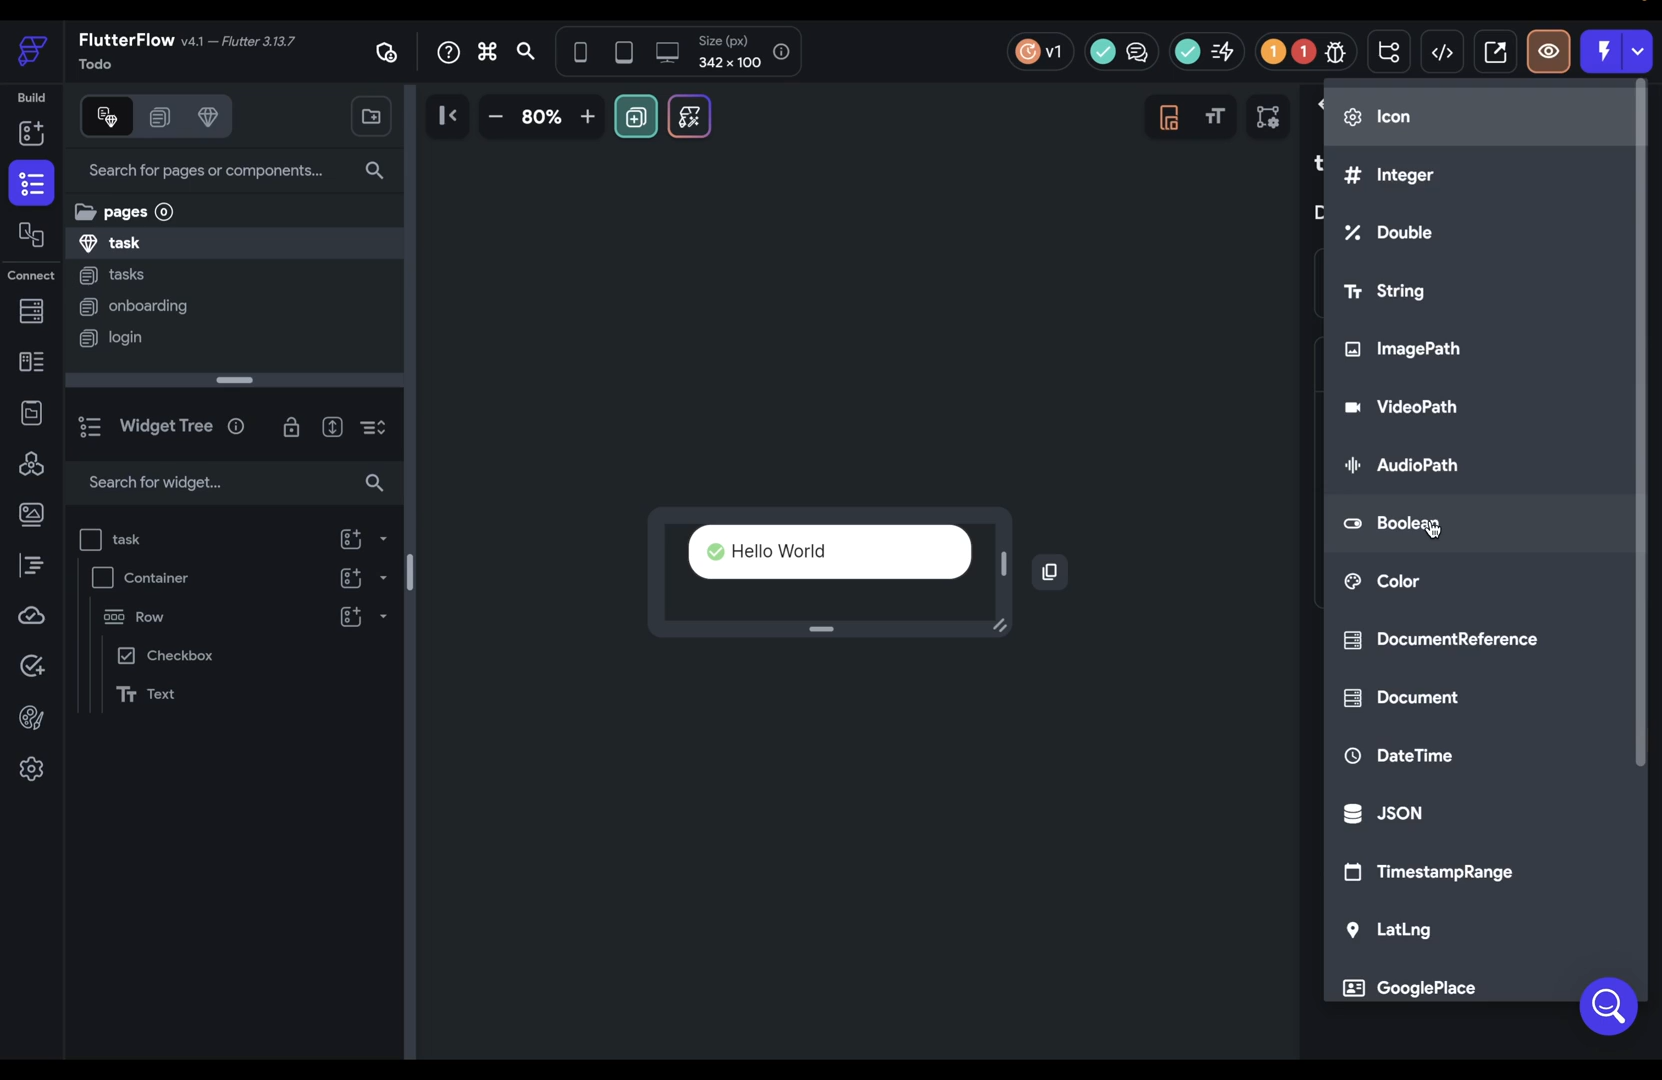 FlutterFlow v4.1 — Flutter 3.13.7
Todo
Size (px)
342 × 100
v1
1
1
Build
80%
Search for pages or components...
pages 0
task
tasks
onboarding
login
Connect
Widget Tree
Search for widget...
task
Container
Row
Checkbox
Text
Hello World
t
D
Icon
Integer
Double
String
ImagePath
VideoPath
AudioPath
Boolean
Color
DocumentReference
Document
DateTime
JSON
TimestampRange
LatLng
GooglePlace